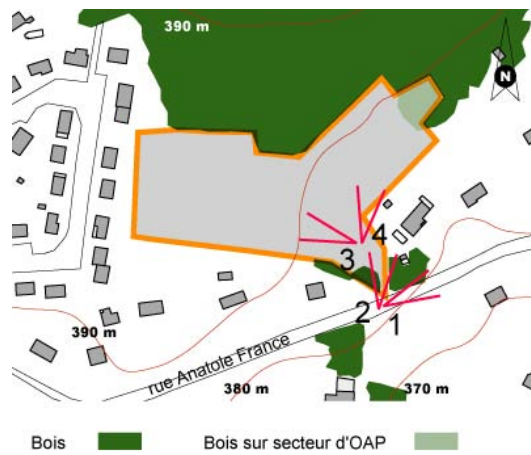 390 m
N
4
3
2
1
390 m
rue Anatole France
380 m
370 m
Bois
Bois sur secteur d'OAP